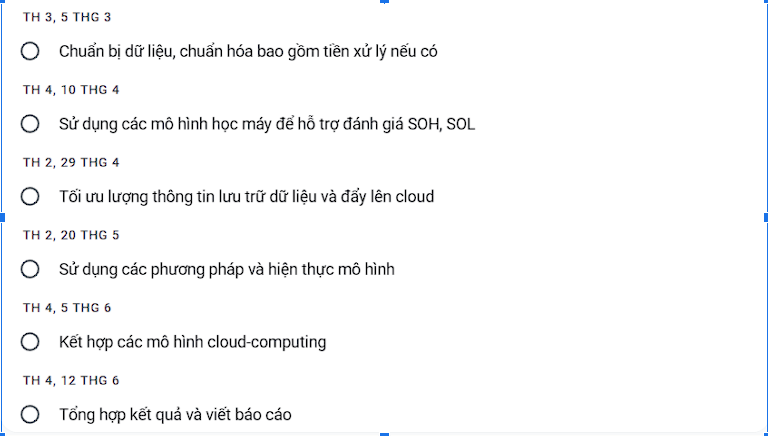 TH 3, 5 THG 3
Chuẩn bị dữ liệu, chuẩn hóa bao gồm tiền xử lý nếu có
TH 4, 10 THG 4
Sử dụng các mô hình học máy để hỗ trợ đánh giá SOH, SOL
TH 2, 29 THG 4
Tối ưu lượng thông tin lưu trữ dữ liệu và đẩy lên cloud
TH 2, 20 THG 5
Sử dụng các phương pháp và hiện thực mô hình
TH 4, 5 THG 6
Kết hợp các mô hình cloud-computing
TH 4, 12 THG 6
Tổng hợp kết quả và viết báo cáo